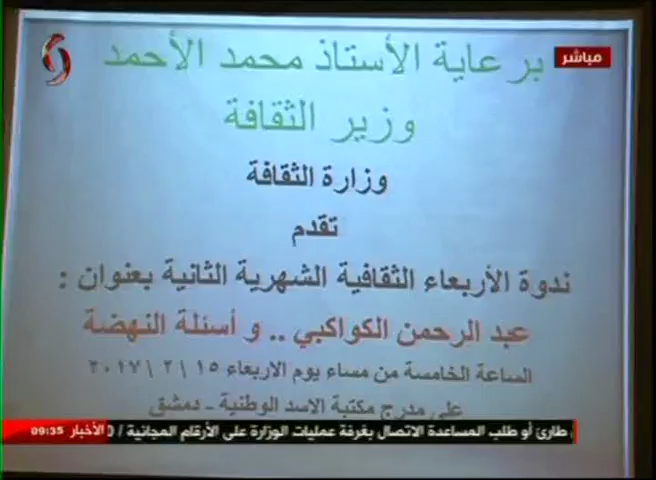 مباشر
برعاية الأستاذ محمد الأحمد
وزير الثقافة
وزارة الثقافة
تقدم
ندوة الأربعاء الثقافية الشهرية الثانية بعنوان :
عبد الرحمن الكواكبي .. و أسئلة النهضة
الساعة الخامسة من مساء يوم الاربعاء ١٥ \ ٢ \ ٢٠١٧
على مدرج مكتبة الاسد الوطنية - دمشق
طارئ أو طلب المساعدة الاتصال بغرفة عمليات الوزارة على الأرقام المجانية /
الأخبار 09:35